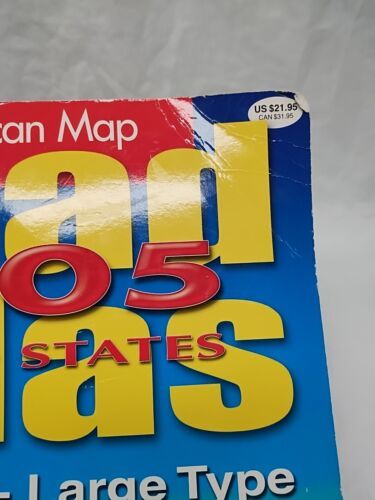 US $21.95
CAN $31.95
can Map
ad
05
STATES
las
- Large Type